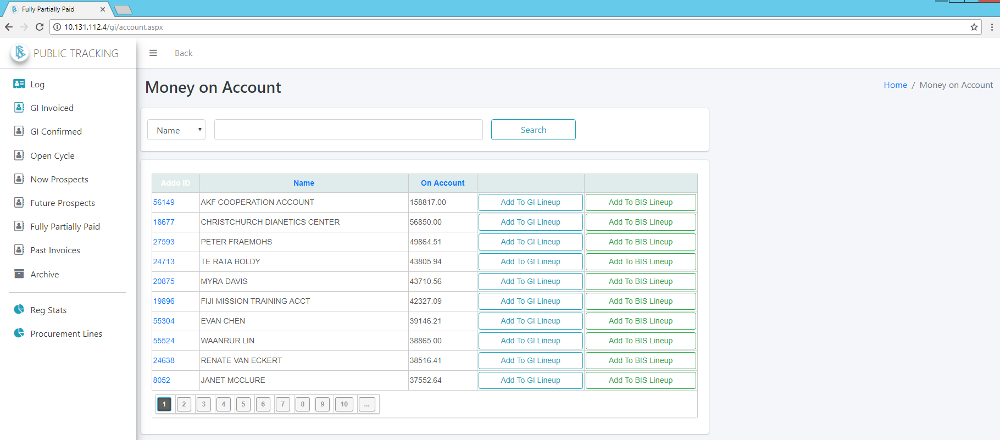 Fully Partially Paid
10.131.112.4/gi/account.aspx
PUBLIC TRACKING
Back
Log
GI Invoiced
GI Confirmed
Open Cycle
Now Prospects
Future Prospects
Fully Partially Paid
Past Invoices
Archive
Reg Stats
Procurement Lines
Money on Account
Home / Money on Account
Name
Search
Addo ID Name On Account
56149 AKF COOPERATION ACCOUNT 158817.00 Add To GI Lineup Add To BIS Lineup
18677 CHRISTCHURCH DIANETICS CENTER 56850.00 Add To GI Lineup Add To BIS Lineup
27593 PETER FRAEMOHS 49864.51 Add To GI Lineup Add To BIS Lineup
24713 TE RATA BOLDY 43805.94 Add To GI Lineup Add To BIS Lineup
20875 MYRA DAVIS 43710.56 Add To GI Lineup Add To BIS Lineup
19896 FIJI MISSION TRAINING ACCT 42327.09 Add To GI Lineup Add To BIS Lineup
55304 EVAN CHEN 39146.21 Add To GI Lineup Add To BIS Lineup
55524 WAANRUR LIN 38865.00 Add To GI Lineup Add To BIS Lineup
24638 RENATE VAN ECKERT 38516.41 Add To GI Lineup Add To BIS Lineup
8052 JANET MCCLURE 37552.64 Add To GI Lineup Add To BIS Lineup
1 2 3 4 5 6 7 8 9 10 ...